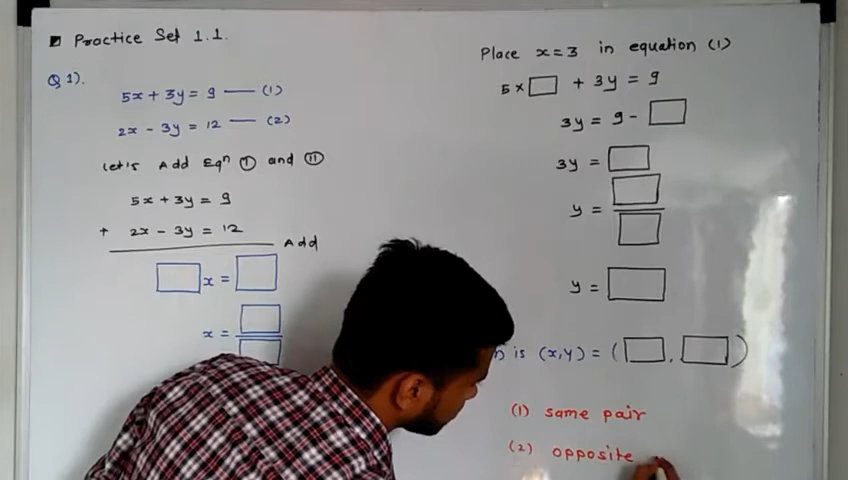 Practice Set 1.1.
Q 1).
5x + 3y = 9 — (1)
2x - 3y = 12 — (2)
Let's Add Eqn Ⓘ and Ⓘ Ⓘ
5x + 3y = 9
+ 2x - 3y = 12
Add
□ x = □
x = □/□
Place x = 3 in equation (1)
5 × □ + 3y = 9
3y = 9 - □
3y = □
y = □/□
y = □
is (x,y) = (□, □)
(1) same pair
(2) opposite